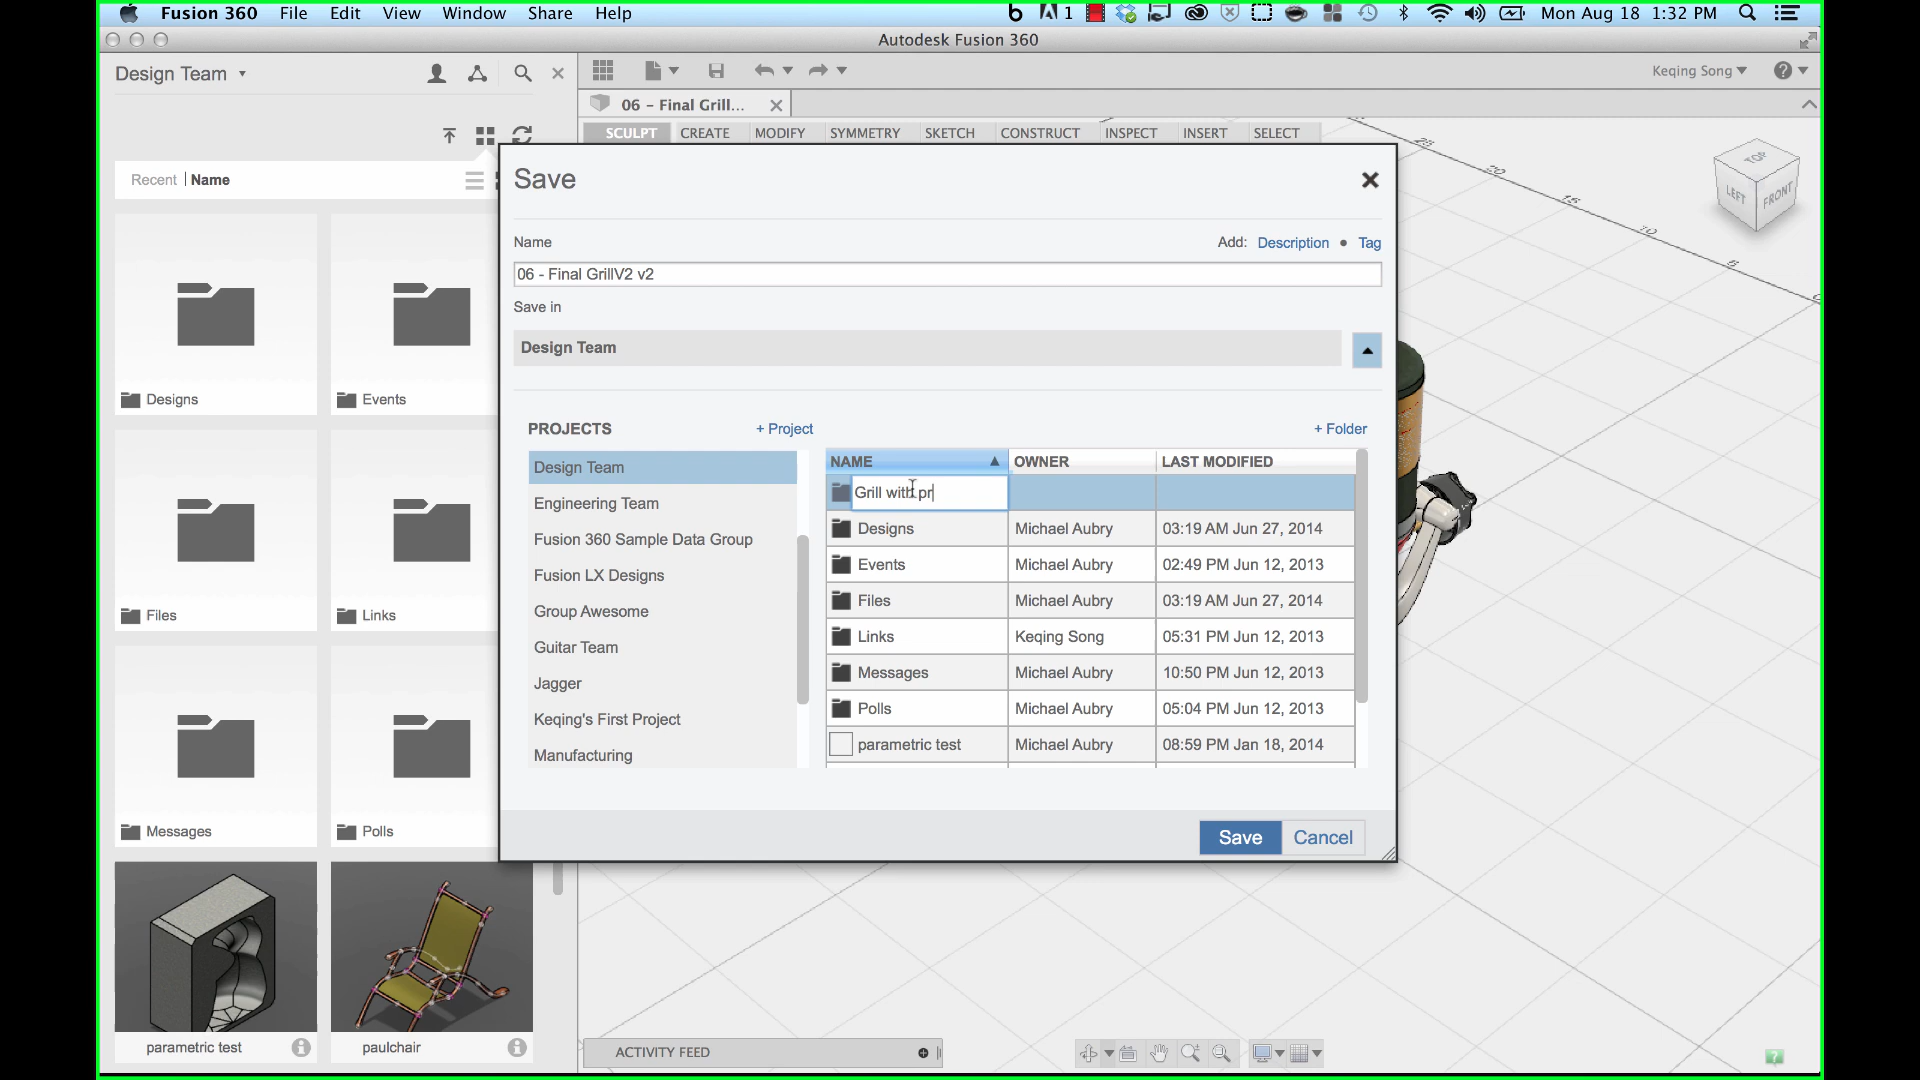 Fusion 360 File Edit View Window Share Help
1 Mon Aug 18 1:32 PM
Autodesk Fusion 360
Design Team
Keqing Song
06 - Final Grill...
SCULPT CREATE MODIFY SYMMETRY SKETCH CONSTRUCT INSPECT INSERT SELECT
Recent | Name
Designs Events
Files Links
Messages Polls
parametric test paulchair
Save
Name Add: Description • Tag
06 - Final GrillV2 v2
Save in
Design Team
PROJECTS + Project + Folder
Design Team
Engineering Team
Fusion 360 Sample Data Group
Fusion LX Designs
Group Awesome
Guitar Team
Jagger
Keqing's First Project
Manufacturing
NAME OWNER LAST MODIFIED
Grill with pr
Designs Michael Aubry 03:19 AM Jun 27, 2014
Events Michael Aubry 02:49 PM Jun 12, 2013
Files Michael Aubry 03:19 AM Jun 27, 2014
Links Keqing Song 05:31 PM Jun 12, 2013
Messages Michael Aubry 10:50 PM Jun 12, 2013
Polls Michael Aubry 05:04 PM Jun 12, 2013
parametric test Michael Aubry 08:59 PM Jan 18, 2014
Save Cancel
TOP
LEFT FRONT
25
20
15
10
5
ACTIVITY FEED